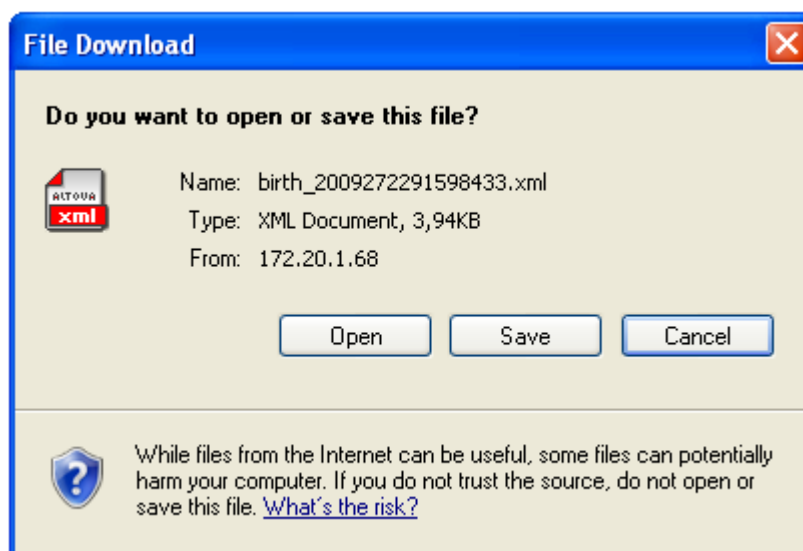 File Download
Do you want to open or save this file?
ALTOVA
xml
Name: birth_2009272291598433.xml
Type: XML Document, 3,94KB
From: 172.20.1.68
Open Save Cancel
?
While files from the Internet can be useful, some files can potentially
harm your computer. If you do not trust the source, do not open or
save this file. What's the risk?